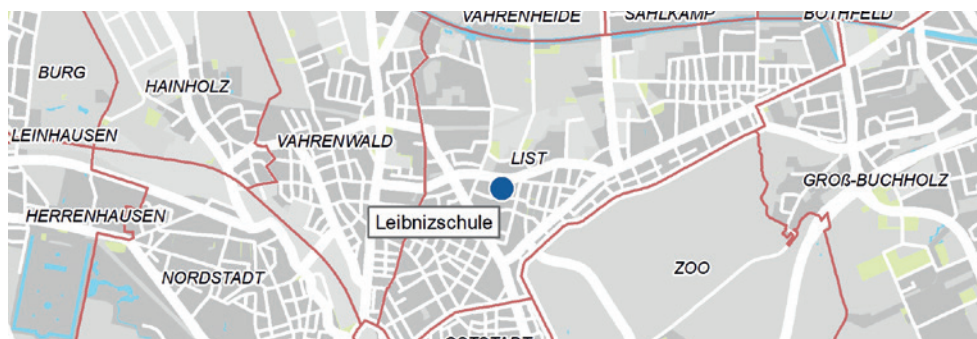 VAHRENHEIDE
SAHLKAMP
BOTHFELD
BURG
HAINHOLZ
LEINHAUSEN
VAHRENWALD
LIST
GROß-BUCHHOLZ
HERRENHAUSEN
Leibnizschule
NORDSTADT
ZOO